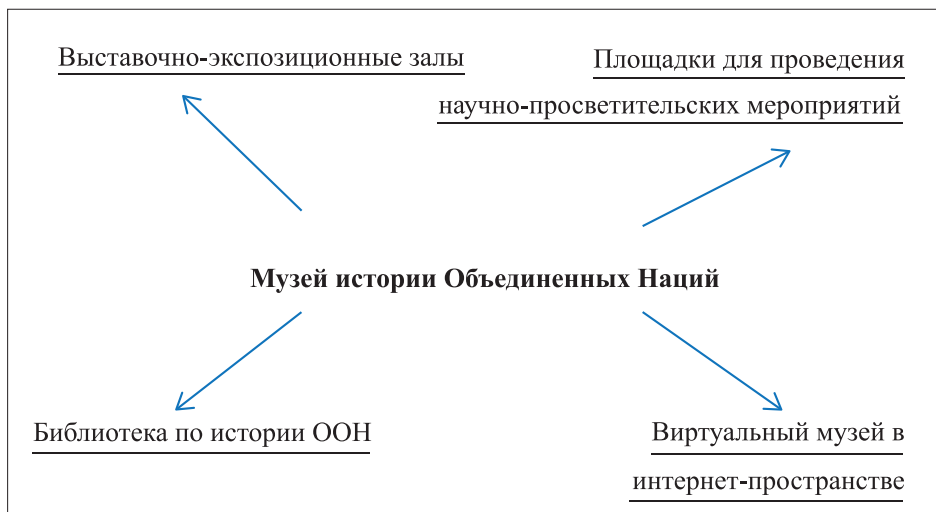 Выставочно-экспозиционные залы
Площадки для проведения
научно-просветительских мероприятий
Музей истории Объединенных Наций
Библиотека по истории ООН
Виртуальный музей в
интернет-пространстве